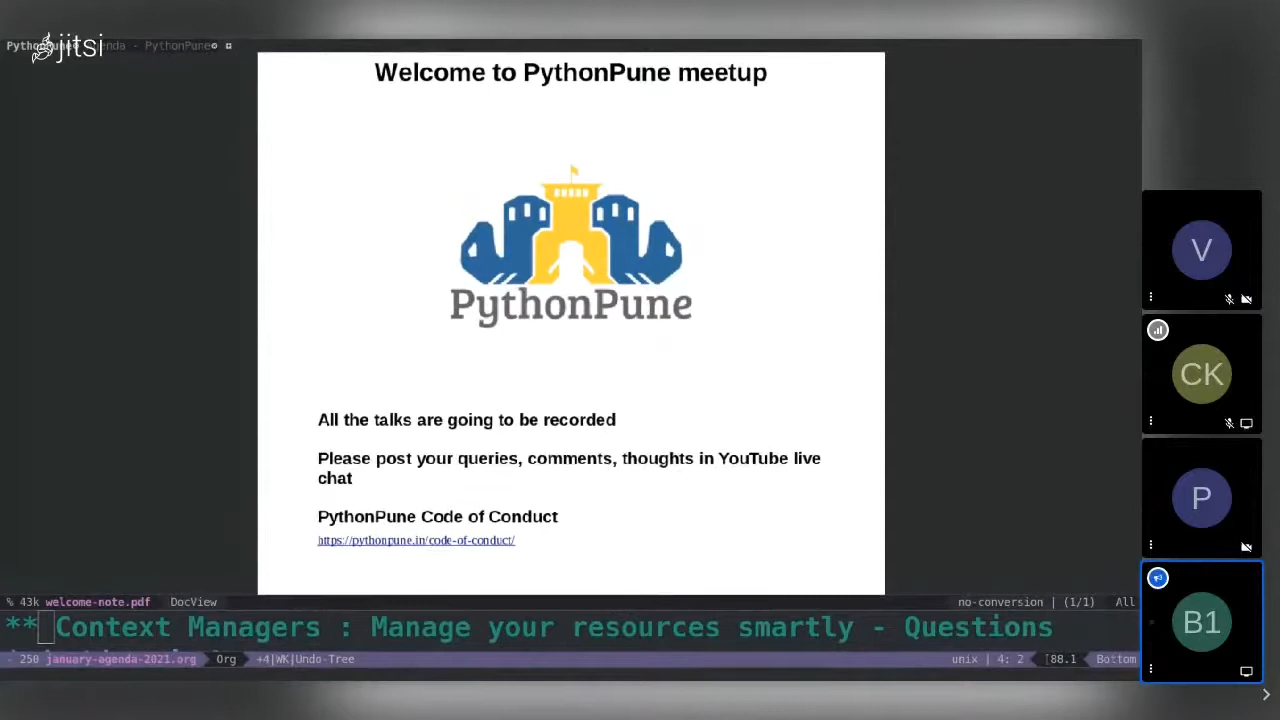 jitsi
Welcome to PythonPune meetup
PythonPune
All the talks are going to be recorded
Please post your queries, comments, thoughts in YouTube live
chat
PythonPune Code of Conduct
https://pythonpune.in/code-of-conduct/
% 43k welcome-note.pdf DocView no-conversion | (1/1) All
** Context Managers : Manage your resources smartly - Questions
- 250 january-agenda-2021.org Org +4|WK|Undo-Tree unix | 4: 2 88.1 Bottom
V
CK
P
B1